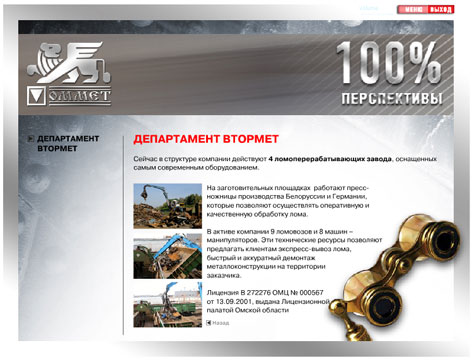 МЕНЮ ВЫХОД
100%
ПЕРСПЕКТИВЫ
ОММЕТ
ДЕПАРТАМЕНТ
ВТОРМЕТ
ДЕПАРТАМЕНТ ВТОРМЕТ
Сейчас в структуре компании действуют 4 ломоперерабатывающих завода, оснащенных
самым современным оборудованием.
На заготовительных площадках работают пресс-
ножницы производства Белоруссии и Германии,
которые позволяют осуществлять оперативную и
качественную обработку лома.
В активе компании 9 ломовозов и 8 машин –
манипуляторов. Эти технические ресурсы позволяют
предлагать клиентам экспресс-вывоз лома,
быстрый и аккуратный демонтаж
металлоконструкции на территории
заказчика.
Лицензия В 272276 ОМЦ № 000567
от 13.09.2001, выдана Лицензионной
палатой Омской области
Назад